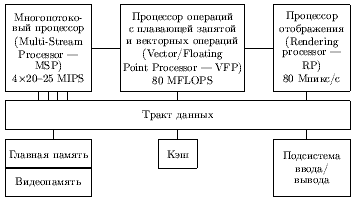 Многопотоко-
вый процессор
(Multi-Stream
Processor —
MSP)
4×20–25 MIPS
Процессор операций
с плавающей запятой
и векторных операций
(Vector/Floating
Point Processor — VFP)
80 MFLOPS
Процессор
отображения
(Rendering
processor —
RP)
80 Мпикс/с
Тракт данных
Главная память
Видеопамять
Кэш
Подсистема
ввода/
вывода